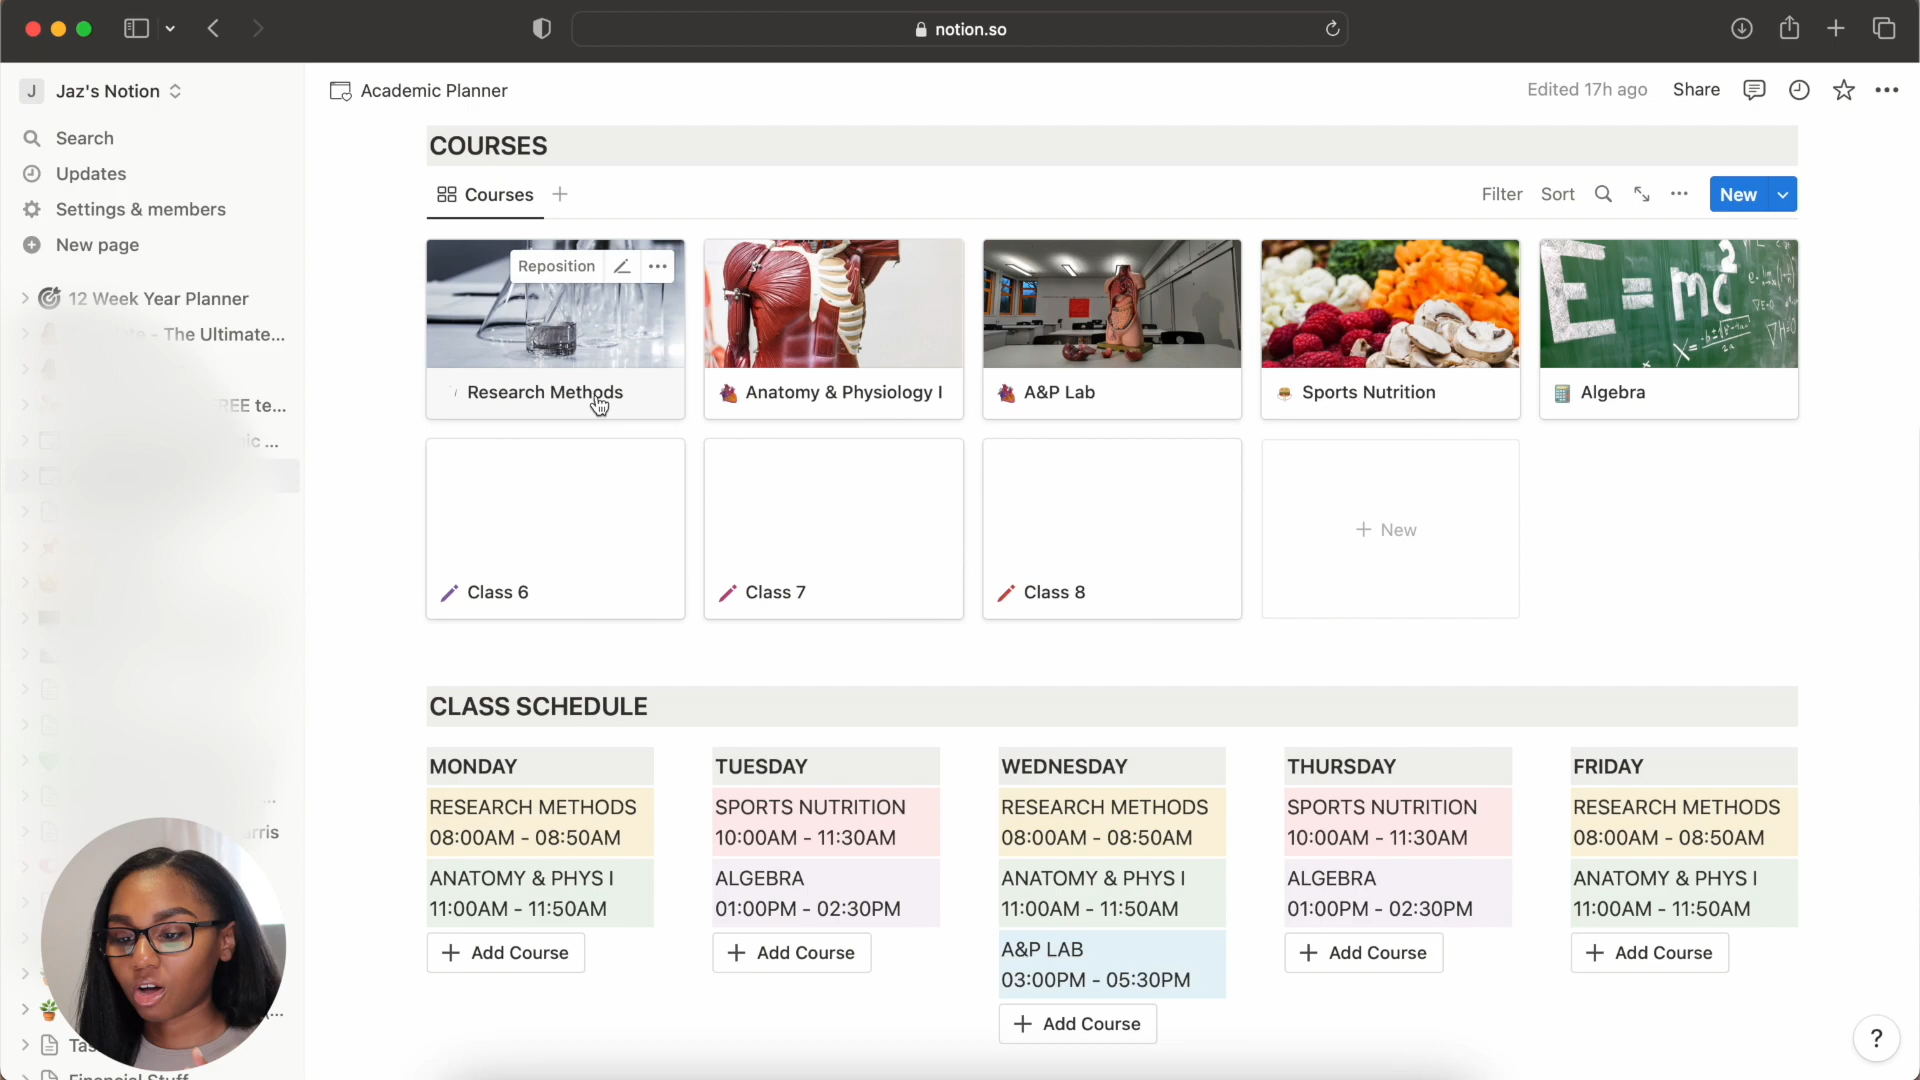 notion.so
J Jaz's Notion
Search
Updates
Settings & members
New page
12 Week Year Planner
- The Ultimate...
REE te...
ic ...
...
arris
(...
Tas
Financial Stuff
Academic Planner
Edited 17h ago Share
COURSES
Courses
Filter Sort New
Reposition
E = mc²
Research Methods Anatomy & Physiology I A&P Lab Sports Nutrition Algebra
+ New
Class 6 Class 7 Class 8
CLASS SCHEDULE
MONDAY
RESEARCH METHODS
08:00AM - 08:50AM
ANATOMY & PHYS I
11:00AM - 11:50AM
+ Add Course
TUESDAY
SPORTS NUTRITION
10:00AM - 11:30AM
ALGEBRA
01:00PM - 02:30PM
+ Add Course
WEDNESDAY
RESEARCH METHODS
08:00AM - 08:50AM
ANATOMY & PHYS I
11:00AM - 11:50AM
A&P LAB
03:00PM - 05:30PM
+ Add Course
THURSDAY
SPORTS NUTRITION
10:00AM - 11:30AM
ALGEBRA
01:00PM - 02:30PM
+ Add Course
FRIDAY
RESEARCH METHODS
08:00AM - 08:50AM
ANATOMY & PHYS I
11:00AM - 11:50AM
+ Add Course
?